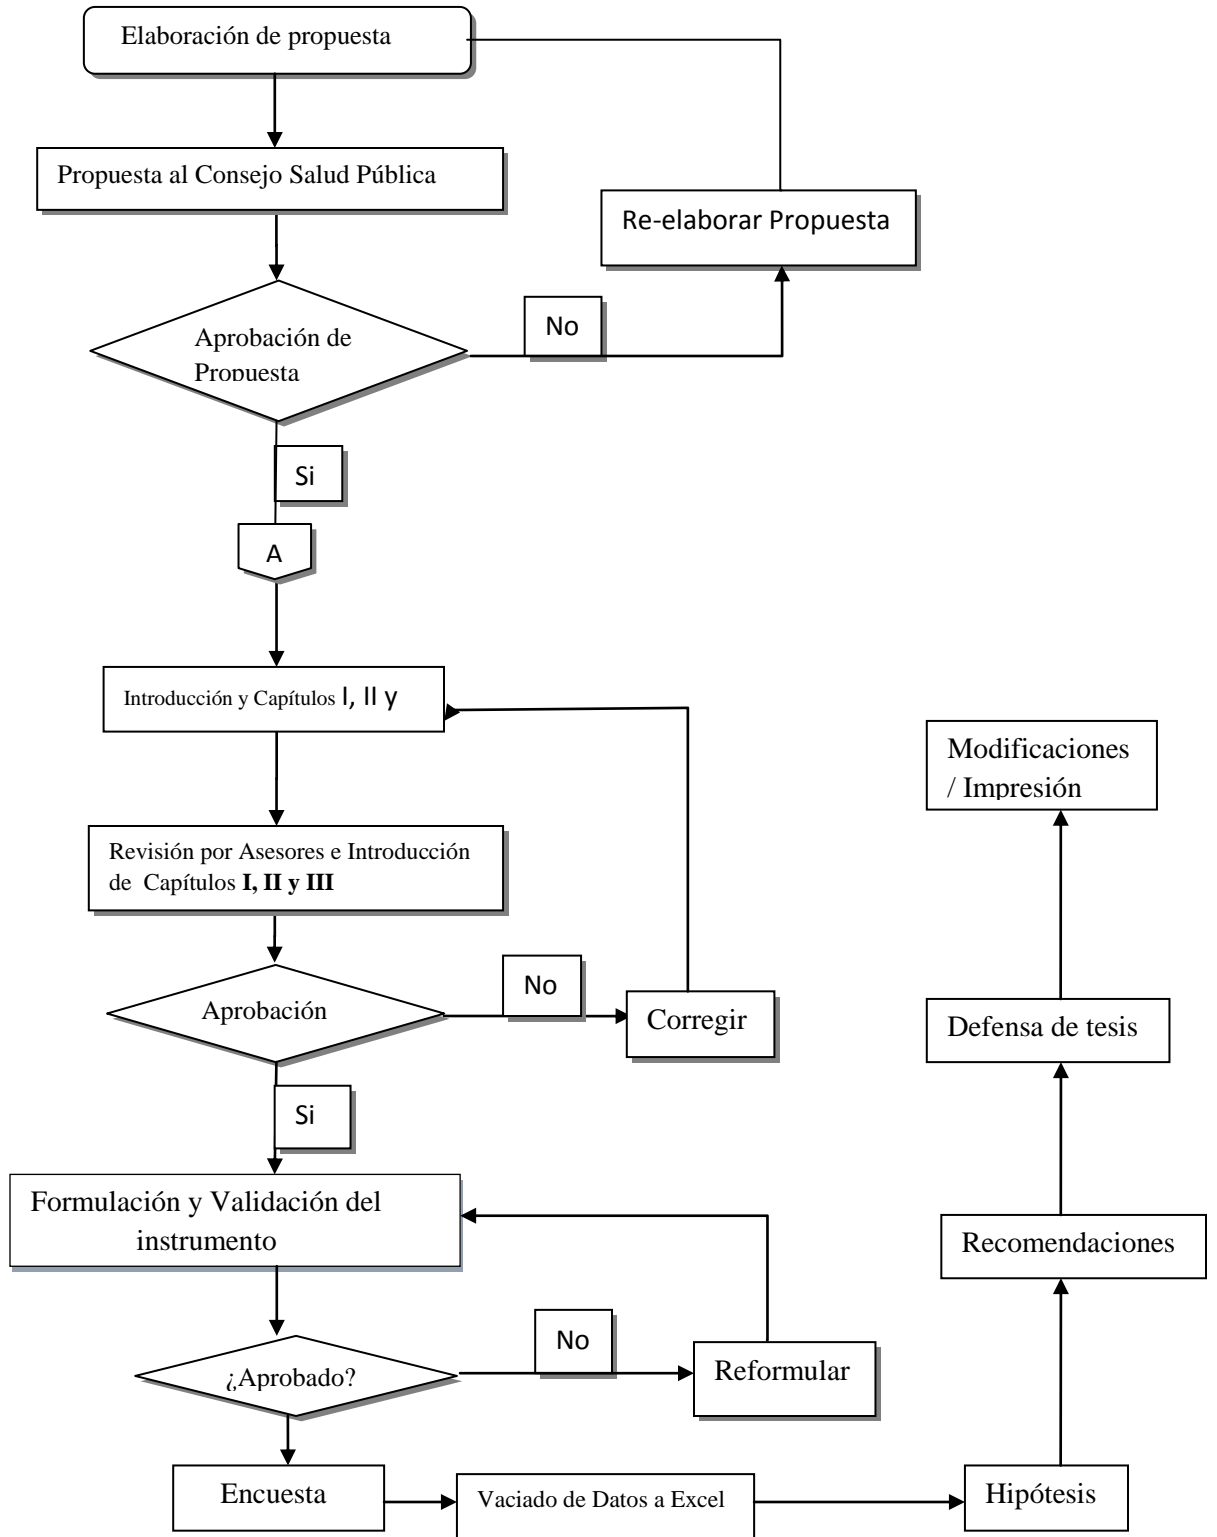 Elaboración de propuesta
Propuesta al Consejo Salud Pública
Re-elaborar Propuesta
Aprobación de
Propuesta
No
Si
A
Introducción y Capítulos I, II y
Revisión por Asesores e Introducción
de Capítulos I, II y III
Aprobación
No
Corregir
Si
Formulación y Validación del
instrumento
¿Aprobado?
No
Reformular
Encuesta
Vaciado de Datos a Excel
Hipótesis
Recomendaciones
Defensa de tesis
Modificaciones
/ Impresión